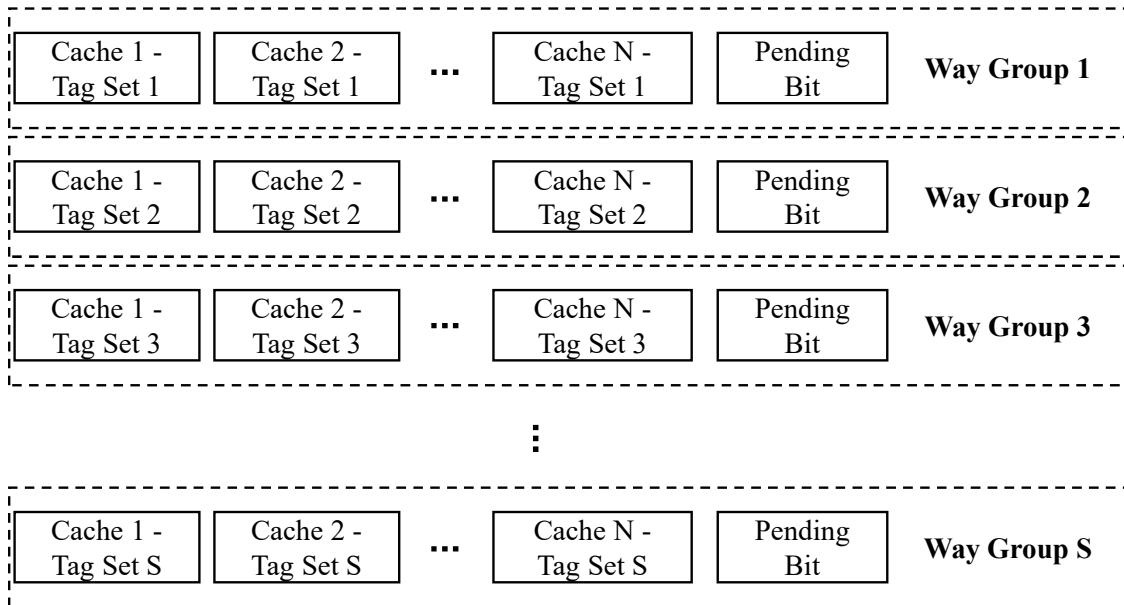 Cache 1 -
Tag Set 1
Cache 2 -
Tag Set 1
...
Cache N -
Tag Set 1
Pending
Bit
Way Group 1
Cache 1 -
Tag Set 2
Cache 2 -
Tag Set 2
...
Cache N -
Tag Set 2
Pending
Bit
Way Group 2
Cache 1 -
Tag Set 3
Cache 2 -
Tag Set 3
...
Cache N -
Tag Set 3
Pending
Bit
Way Group 3
⋮
Cache 1 -
Tag Set S
Cache 2 -
Tag Set S
...
Cache N -
Tag Set S
Pending
Bit
Way Group S